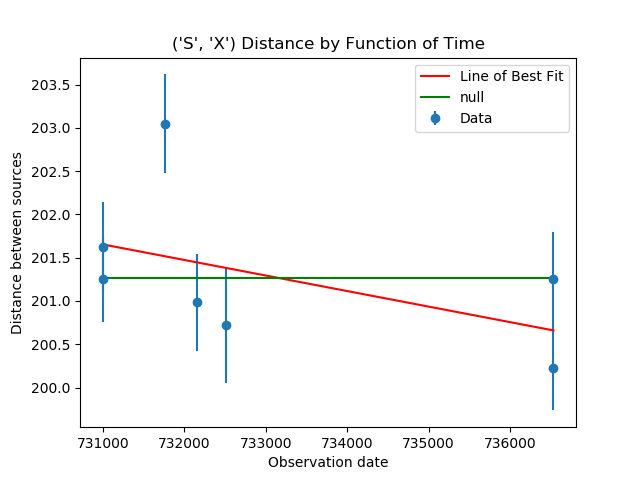 ('S', 'X') Distance by Function of Time
Line of Best Fit
null
Data
203.5
203.0
202.5
202.0
201.5
201.0
200.5
200.0
Distance between sources
731000 732000 733000 734000 735000 736000
Observation date